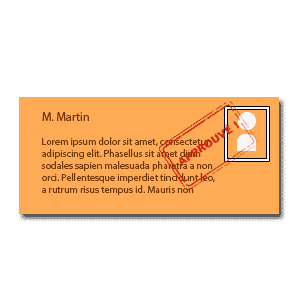 M. Martin
Lorem ipsum dolor sit amet, consectetur
adipiscing elit. Phasellus sit amet diam
sodales sapien malesuada pharetra a non
orci. Pellentesque imperdiet tincidunt leo,
a rutrum risus tempus id. Mauris non
APPROUVÉ !